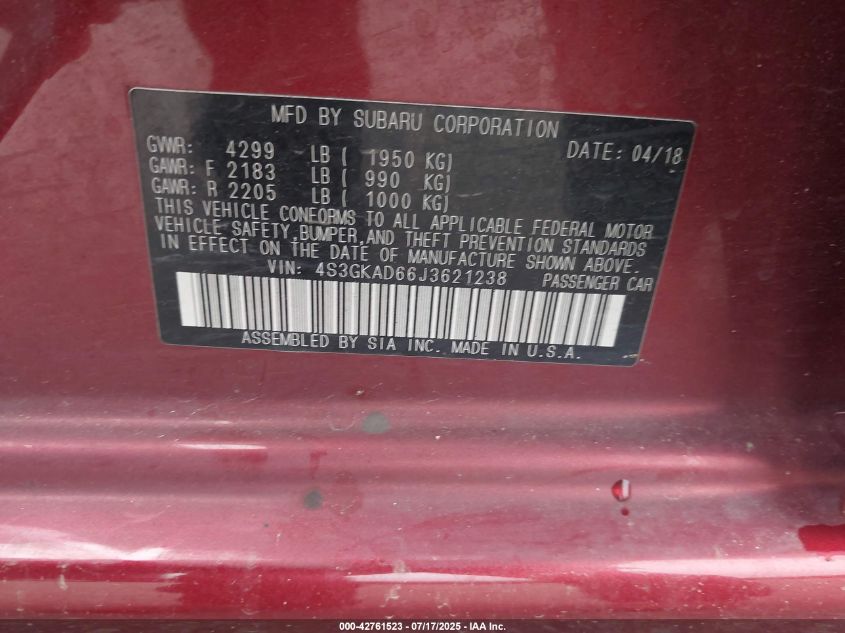 MFD BY SUBARU CORPORATION
GVWR: 4299 LB ( 1950 KG) DATE: 04/18
GAWR: F 2183 LB ( 990 KG)
GAWR: R 2205 LB ( 1000 KG)
THIS VEHICLE CONFORMS TO ALL APPLICABLE FEDERAL MOTOR
VEHICLE SAFETY,BUMPER,AND THEFT PREVENTION STANDARDS
IN EFFECT ON THE DATE OF MANUFACTURE SHOWN ABOVE.
VIN: 4S3GKAD66J3621238 PASSENGER CAR
ASSEMBLED BY SIA INC. MADE IN U.S.A.
000-42761523 — 07/17/2025 — IAA Inc.